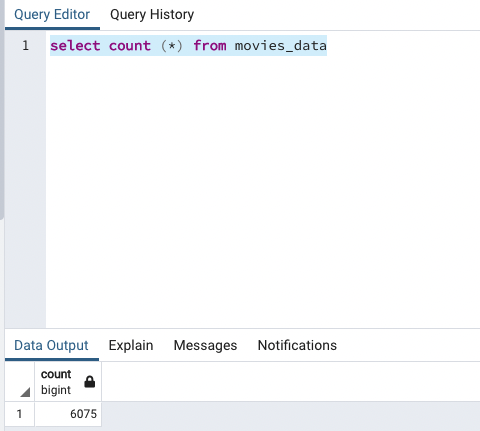 Query Editor Query History
1 select count (*) from movies_data
Data Output Explain Messages Notifications
count
bigint
1 6075